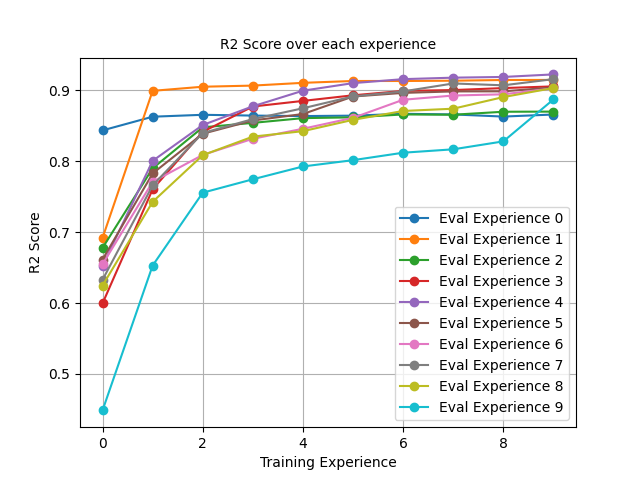 R2 Score over each experience
R2 Score
0.9
0.8
0.7
0.6
0.5
0
2
4
6
8
Training Experience
Eval Experience 0
Eval Experience 1
Eval Experience 2
Eval Experience 3
Eval Experience 4
Eval Experience 5
Eval Experience 6
Eval Experience 7
Eval Experience 8
Eval Experience 9